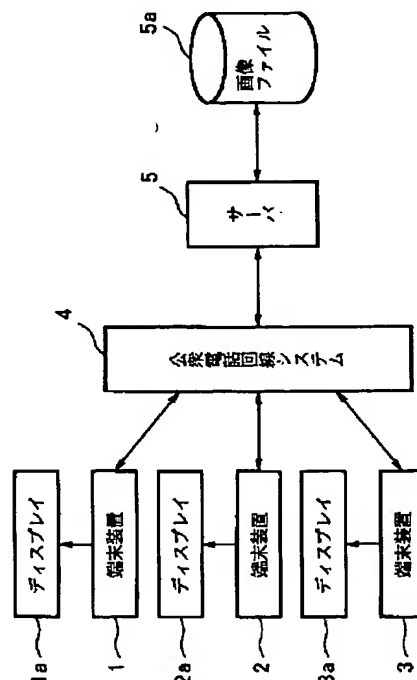 5a
画像
ファイル
5
サーバ
4
公衆電話回線システム
1a
ディスプレイ
1
端末装置
2a
ディスプレイ
2
端末装置
3a
ディスプレイ
3
端末装置